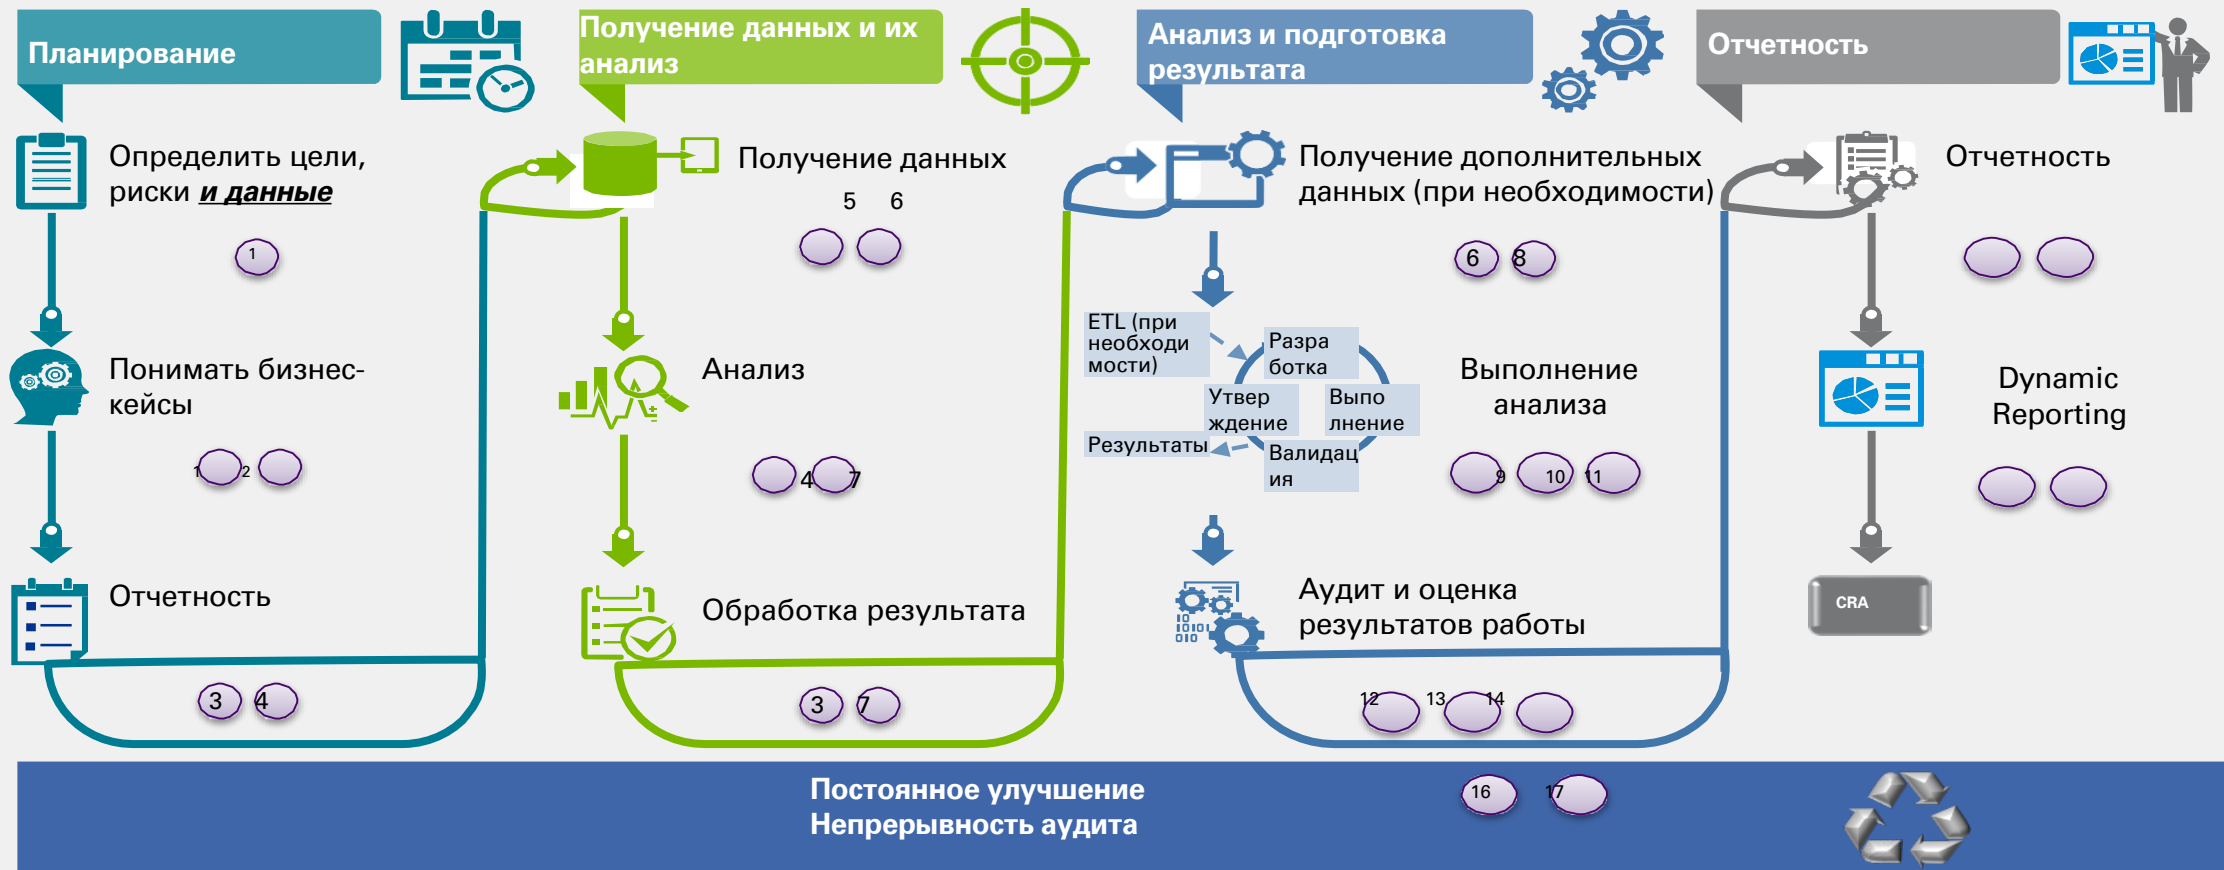 Планирование
Получение данных и их
анализ
Анализ и подготовка
результата
Отчетность
Определить цели,
риски и данные
1
Понимать бизнес-
кейсы
1 2
Отчетность
3 4
Получение данных
5 6
Анализ
4 7
Обработка результата
3 7
Получение дополнительных
данных (при необходимости)
6 8
ETL (при
необходи
мости)
Разра
ботка
Утвер
ждение
Выпо
лнение
Результаты
Валидац
ия
Выполнение
анализа
9 10 11
Аудит и оценка
результатов работы
12 13 14
10
10101
010
Отчетность
Dynamic
Reporting
CRA
Постоянное улучшение
Непрерывность аудита
16 17